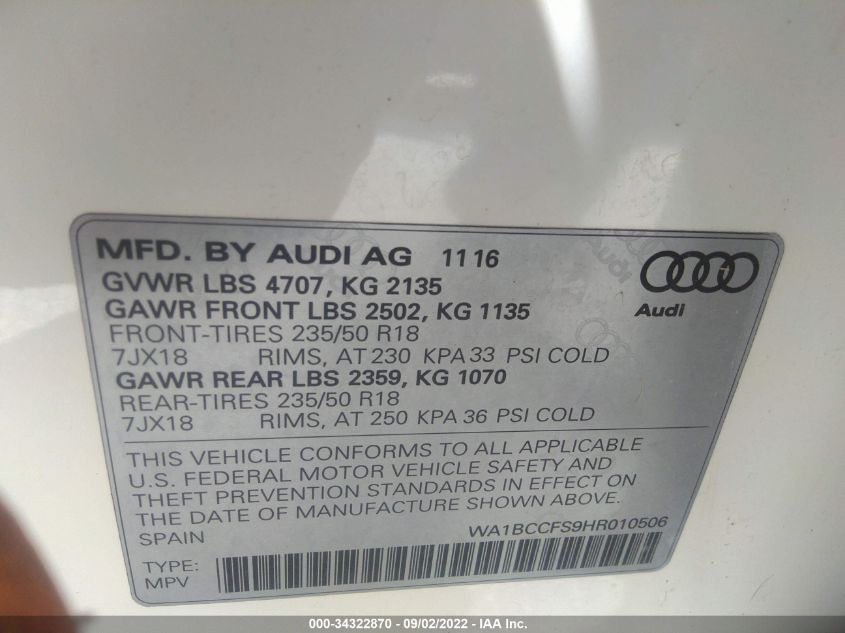 MFD. BY AUDI AG 11 16
GVWR LBS 4707, KG 2135
GAWR FRONT LBS 2502, KG 1135
FRONT-TIRES 235/50 R18
7JX18 RIMS, AT 230 KPA 33 PSI COLD
GAWR REAR LBS 2359, KG 1070
REAR-TIRES 235/50 R18
7JX18 RIMS, AT 250 KPA 36 PSI COLD
Audi
THIS VEHICLE CONFORMS TO ALL APPLICABLE
U.S. FEDERAL MOTOR VEHICLE SAFETY AND
THEFT PREVENTION STANDARDS IN EFFECT ON
THE DATE OF MANUFACTURE SHOWN ABOVE.
SPAIN WA1BCCFS9HR010506
TYPE:
MPV
000-34322870 - 09/02/2022 - IAA Inc.